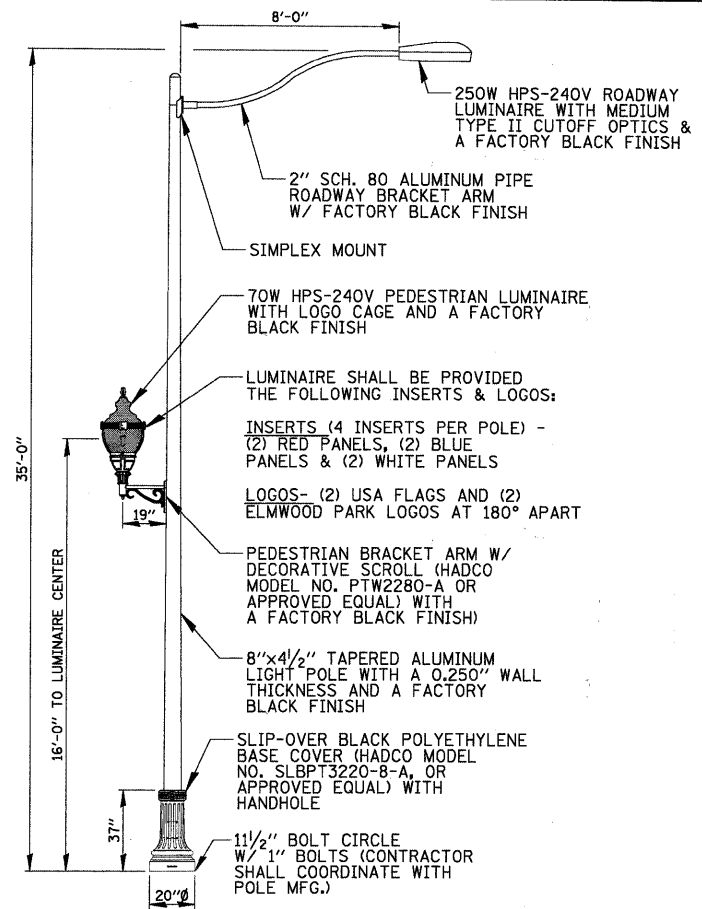 8'-0"
250W HPS-240V ROADWAY
LUMINAIRE WITH MEDIUM
TYPE II CUTOFF OPTICS &
A FACTORY BLACK FINISH
2" SCH. 80 ALUMINUM PIPE
ROADWAY BRACKET ARM
W/ FACTORY BLACK FINISH
SIMPLEX MOUNT
70W HPS-240V PEDESTRIAN LUMINAIRE
WITH LOGO CAGE AND A FACTORY
BLACK FINISH
LUMINAIRE SHALL BE PROVIDED
THE FOLLOWING INSERTS & LOGOS:
INSERTS (4 INSERTS PER POLE) -
(2) RED PANELS, (2) BLUE
PANELS & (2) WHITE PANELS
LOGOS- (2) USA FLAGS AND (2)
ELMWOOD PARK LOGOS AT 180° APART
35'-0"
19"
PEDESTRIAN BRACKET ARM W/
DECORATIVE SCROLL (HADCO
MODEL NO. PTW2280-A OR
APPROVED EQUAL) WITH
A FACTORY BLACK FINISH)
16'-0" TO LUMINAIRE CENTER
8"x4 1/2" TAPERED ALUMINUM
LIGHT POLE WITH A 0.250" WALL
THICKNESS AND A FACTORY
BLACK FINISH
SLIP-OVER BLACK POLYETHYLENE
BASE COVER (HADCO MODEL
NO. SLBPT3220-8-A, OR
APPROVED EQUAL) WITH
HANDHOLE
37"
11 1/2" BOLT CIRCLE
W/ 1" BOLTS (CONTRACTOR
SHALL COORDINATE WITH
POLE MFG.)
20"Ø